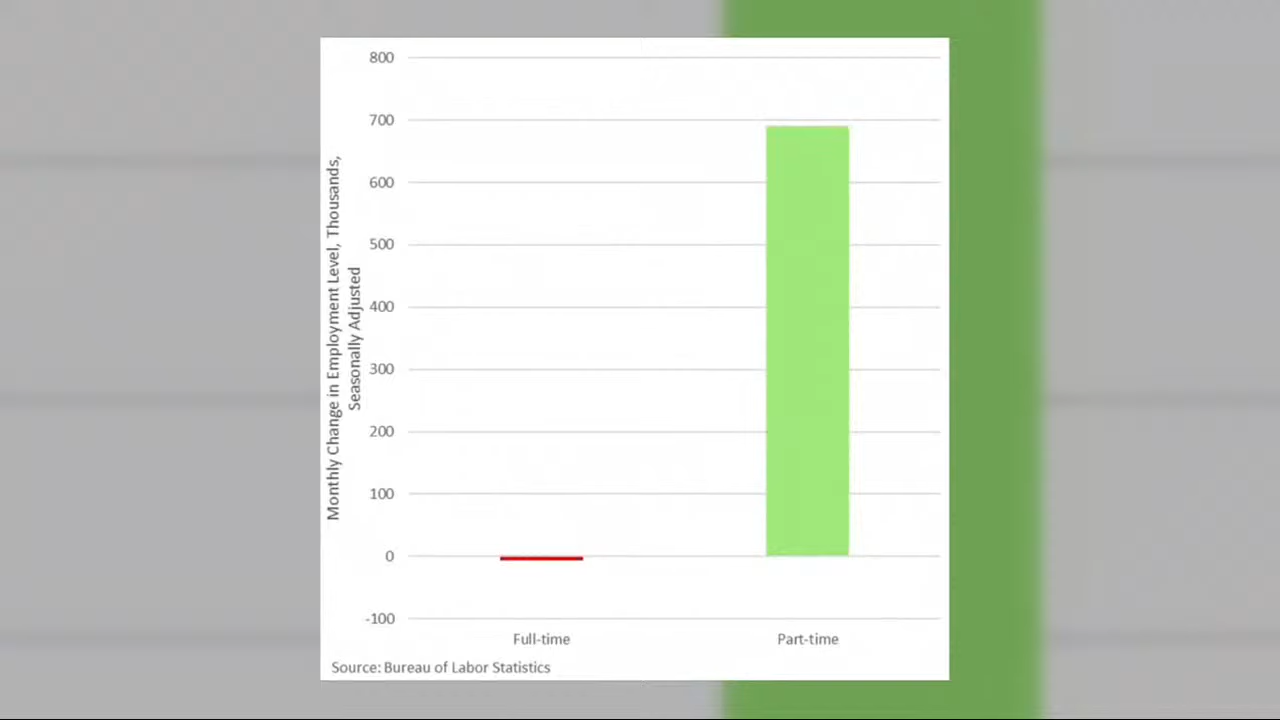 800
700
600
500
400
300
200
100
0
-100
Monthly Change in Employment Level, Thousands,
Seasonally Adjusted
Full-time
Part-time
Source: Bureau of Labor Statistics